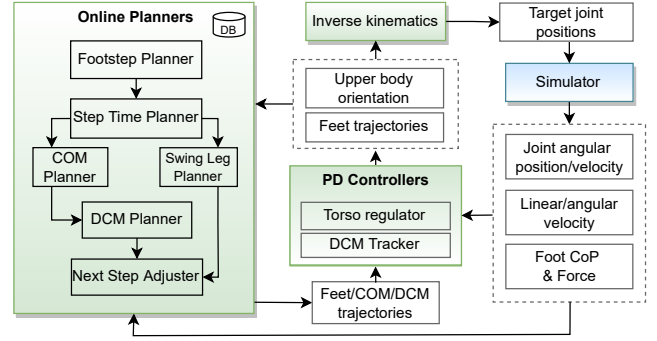 Online Planners
DB
Footstep Planner
Step Time Planner
COM
Planner
Swing Leg
Planner
DCM Planner
Next Step Adjuster
Inverse kinematics
Upper body
orientation
Feet trajectories
PD Controllers
Torso regulator
DCM Tracker
Feet/COM/DCM
trajectories
Target joint
positions
Simulator
Joint angular
position/velocity
Linear/angular
velocity
Foot CoP
& Force